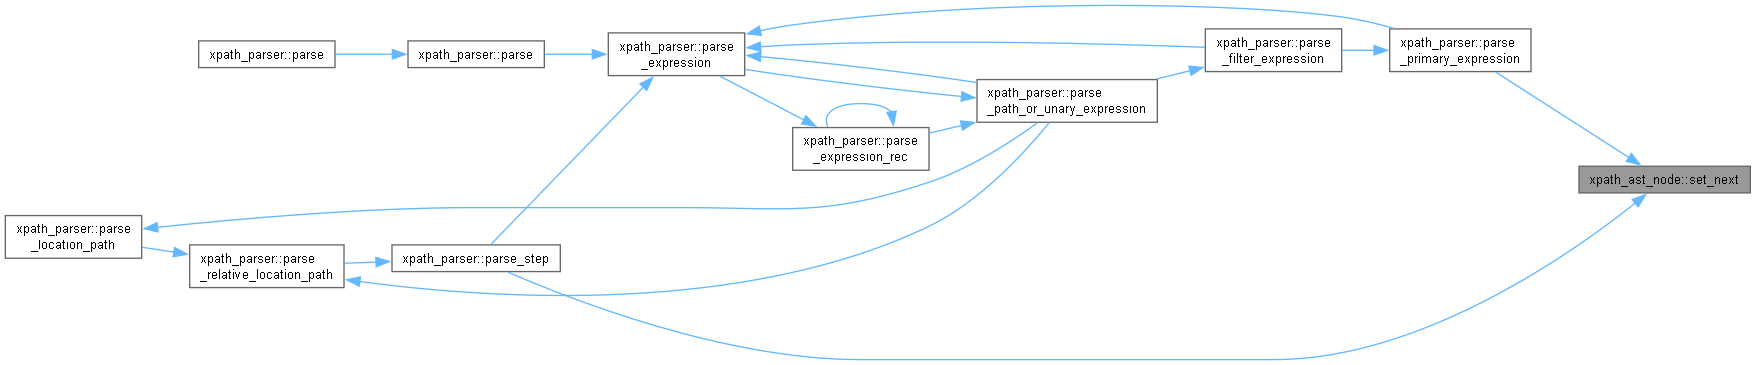 xpath_parser::parse
xpath_parser::parse
xpath_parser::parse
_expression
xpath_parser::parse
_filter_expression
xpath_parser::parse
_primary_expression
xpath_parser::parse
_path_or_unary_expression
xpath_parser::parse
_expression_rec
xpath_ast_node::set_next
xpath_parser::parse
_location_path
xpath_parser::parse
_relative_location_path
xpath_parser::parse_step